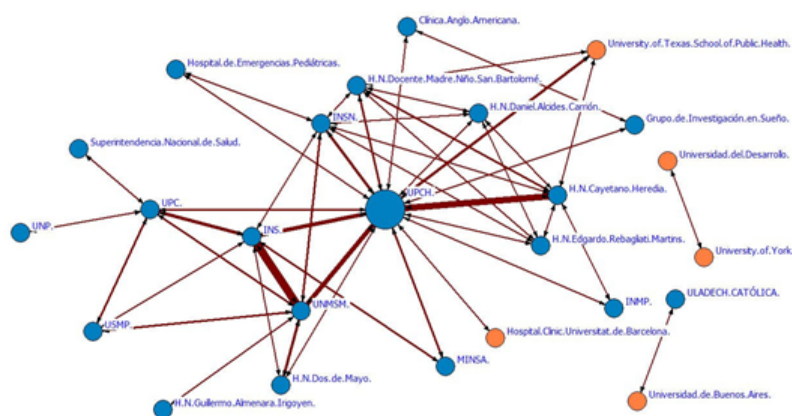 Clínica.Anglo.Americana.
University.of.Texas.School.of.Public.Health.
Hospital.de.Emergencias.Pediátricas.
H.N.Docente.Madre.Niño.San.Bartolomé.
H.N.Daniel.Alcides.Carrión.
INSN.
Grupo.de.Investigación.en.Sueño.
Superintendencia.Nacional.de.Salud.
Universidad.del.Desarrollo.
UPCH.
H.N.Cayetano.Heredia.
UPC.
UNP.
INS.
H.N.Edgardo.Rebagliati.Martins.
University.of.York.
UNMSM.
INMP.
ULADECH.CATÓLICA.
USMP.
Hospital.Clinic.Universitat.de.Barcelona.
MINSA.
H.N.Dos.de.Mayo.
H.N.Guillermo.Almenara.Irigoyen.
Universidad.de.Buenos.Aires.